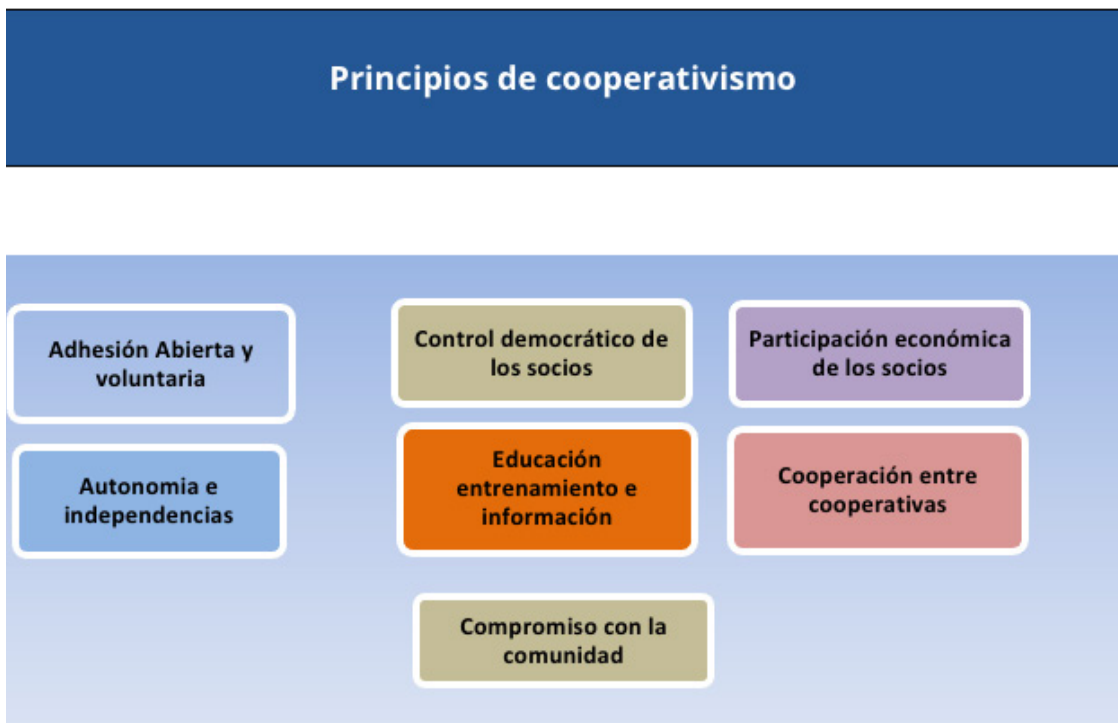 Principios de cooperativismo
Adhesión Abierta y
voluntaria
Control democrático de
los socios
Participación económica
de los socios
Autonomia e
independencias
Educación
entrenamiento e
información
Cooperación entre
cooperativas
Compromiso con la
comunidad